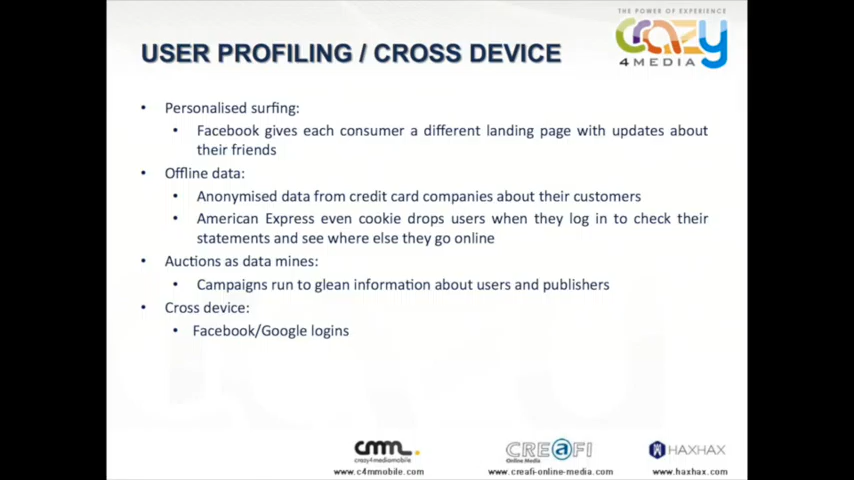 THE POWER OF EXPERIENCE
crazy
4MEDIA
USER PROFILING / CROSS DEVICE
• Personalised surfing:
• Facebook gives each consumer a different landing page with updates about
their friends
• Offline data:
• Anonymised data from credit card companies about their customers
• American Express even cookie drops users when they log in to check their
statements and see where else they go online
• Auctions as data mines:
• Campaigns run to glean information about users and publishers
• Cross device:
• Facebook/Google logins
cmm.
crazy4mediamobile
www.c4mmobile.com
CREAFI
Online Media
www.creafi-online-media.com
HAXHAX
www.haxhax.com